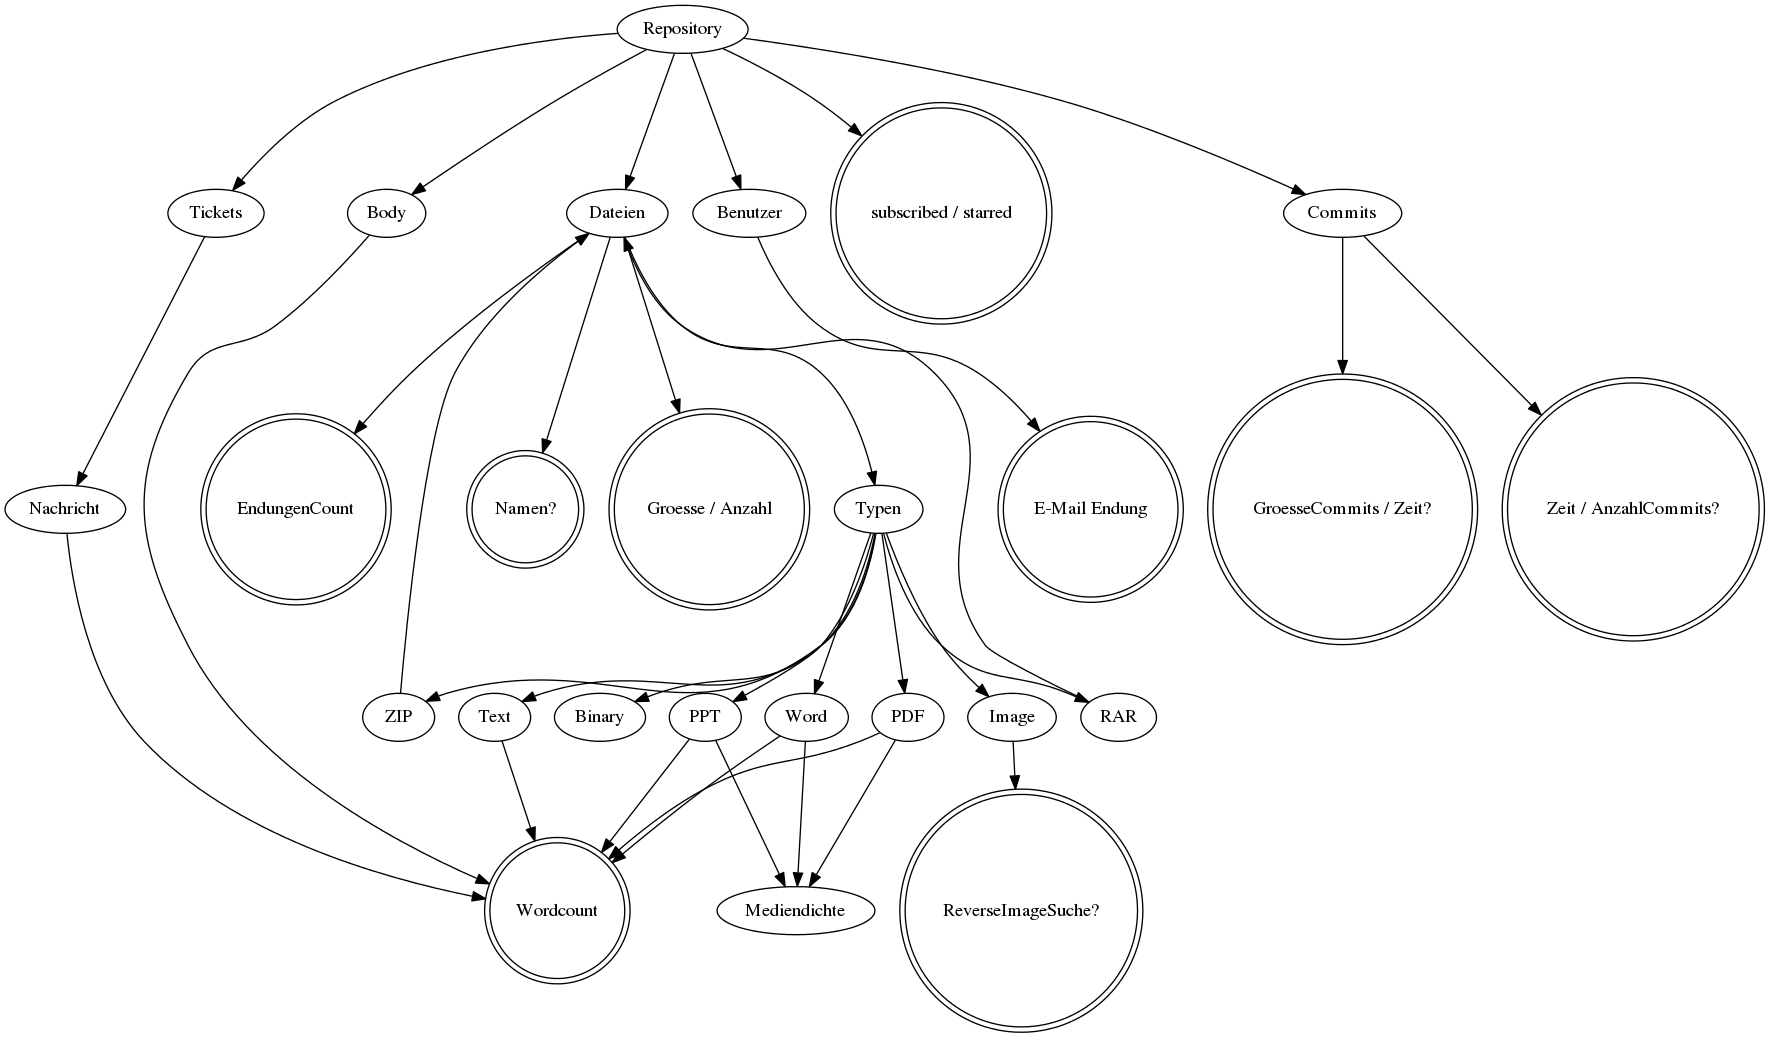 Repository
Tickets
Body
Dateien
Benutzer
subscribed / starred
Commits
Nachricht
EndungenCount
Namen?
Groesse / Anzahl
Typen
E-Mail Endung
GroesseCommits / Zeit?
Zeit / AnzahlCommits?
ZIP
Text
Binary
PPT
Word
PDF
Image
RAR
Wordcount
Mediendichte
ReverseImageSuche?